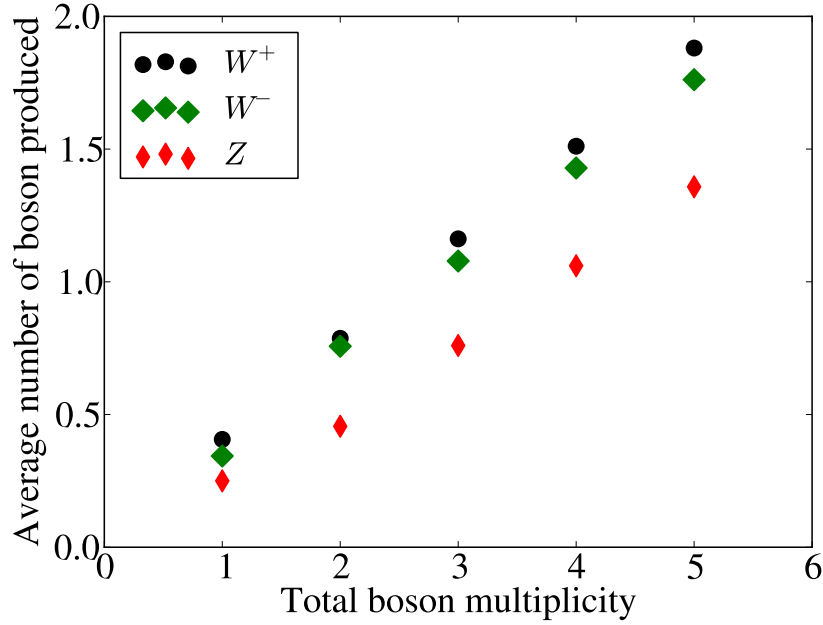 Average number of boson produced
2.0
1.5
1.0
0.5
0.0
W⁺
W⁻
Z
0 1 2 3 4 5 6
Total boson multiplicity